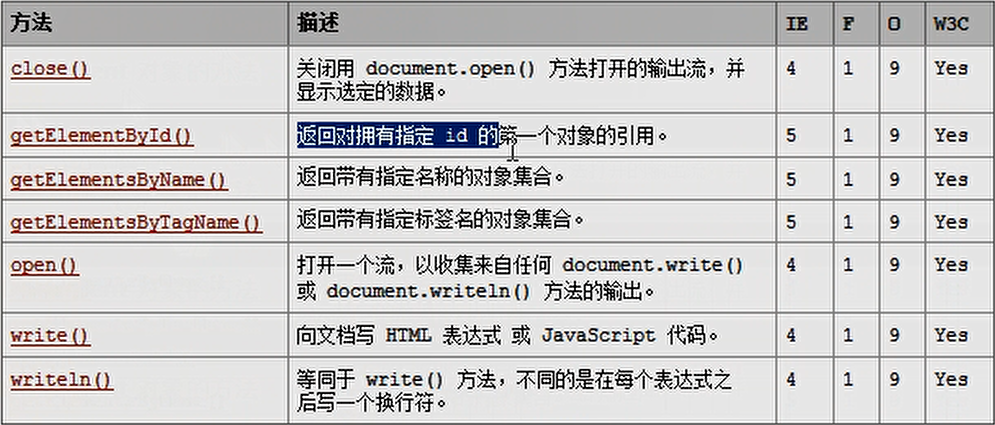 方法 描述 IE F O W3C
close() 关闭用 document.open() 方法打开的输出流，并 4 1 9 Yes
显示选定的数据。
getElementById() 返回对拥有指定 id 的第一个对象的引用。 5 1 9 Yes
getElementsByName() 返回带有指定名称的对象集合。 5 1 9 Yes
getElementsByTagName() 返回带有指定标签名的对象集合。 5 1 9 Yes
open() 打开一个流，以收集来自任何 document.write() 4 1 9 Yes
或 document.writeln() 方法的输出。
write() 向文档写 HTML 表达式 或 JavaScript 代码。 4 1 9 Yes
writeln() 等同于 write() 方法，不同的是在每个表达式之 4 1 9 Yes
后写一个换行符。